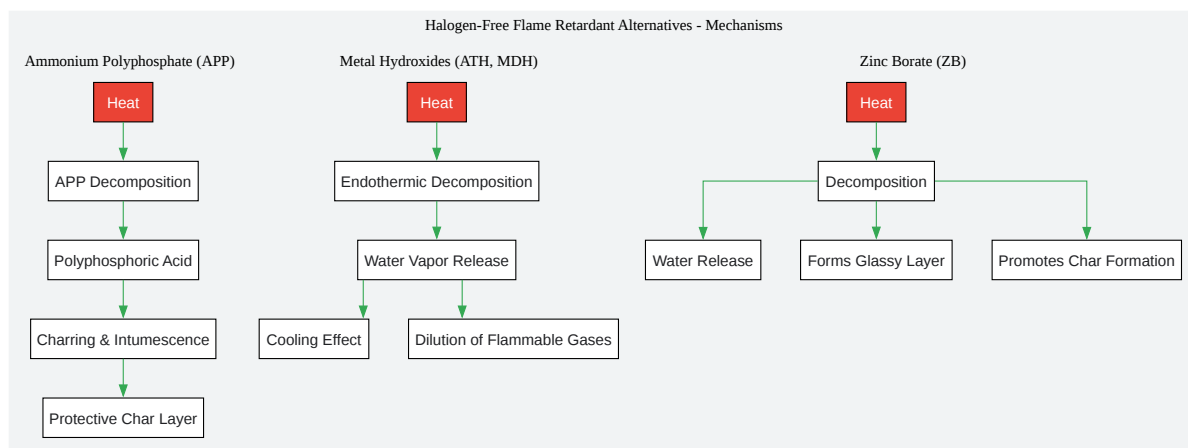 Halogen-Free Flame Retardant Alternatives - Mechanisms
Ammonium Polyphosphate (APP)
Heat
APP Decomposition
Polyphosphoric Acid
Charring & Intumescence
Protective Char Layer
Metal Hydroxides (ATH, MDH)
Heat
Endothermic Decomposition
Water Vapor Release
Cooling Effect
Dilution of Flammable Gases
Zinc Borate (ZB)
Heat
Decomposition
Water Release
Forms Glassy Layer
Promotes Char Formation